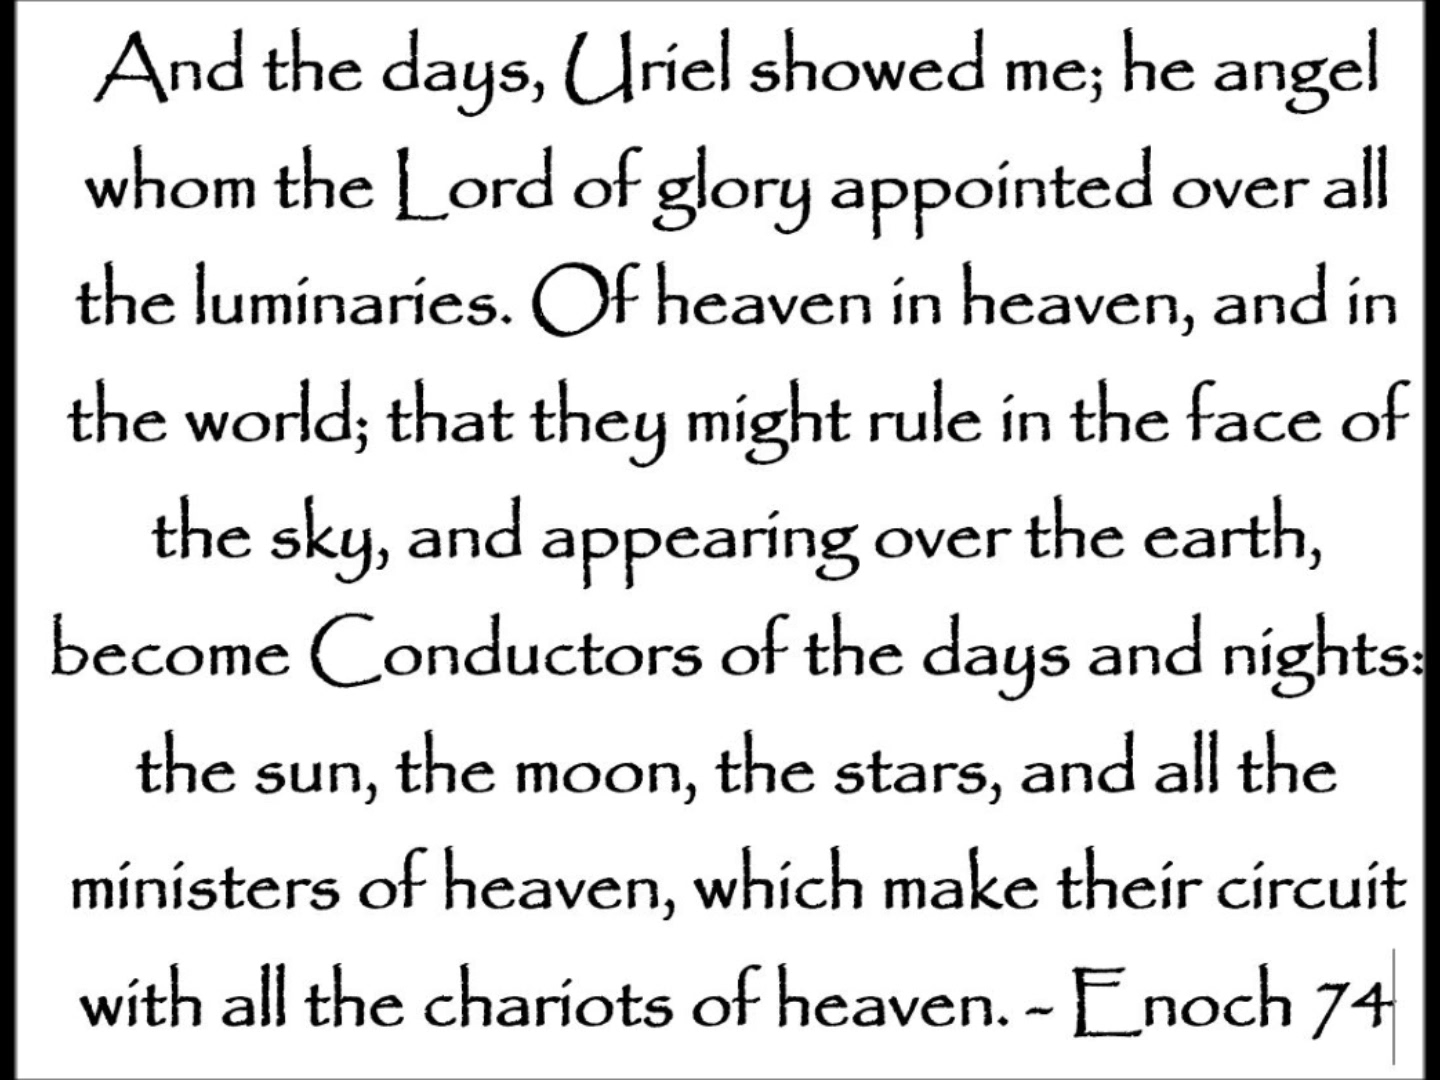 And the days, Uriel showed me; he angel
whom the Lord of glory appointed over all
the luminaries. Of heaven in heaven, and in
the world; that they might rule in the face of
the sky, and appearing over the earth,
become Conductors of the days and nights:
the sun, the moon, the stars, and all the
ministers of heaven, which make their circuit
with all the chariots of heaven. ~ Enoch 74